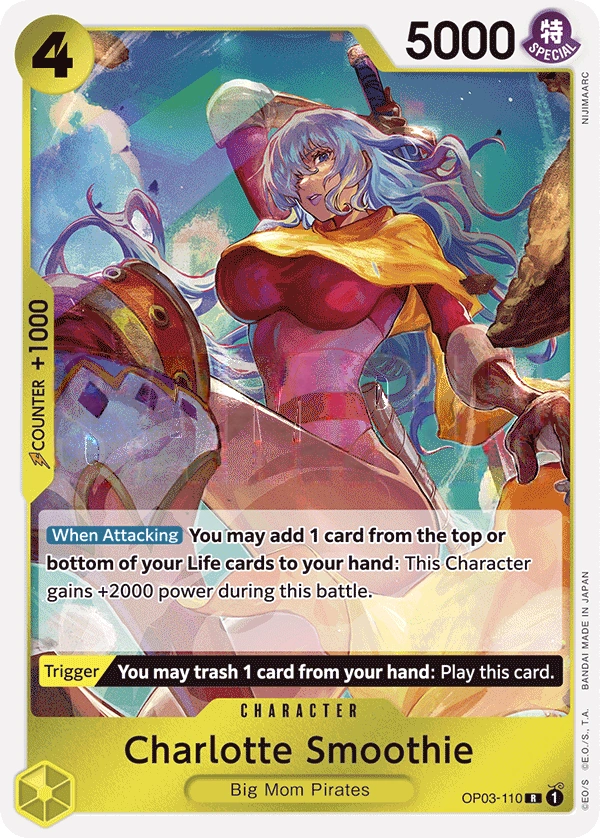 4
5000
特
SPECIAL
NIJIMAARC
COUNTER +1000
When Attacking You may add 1 card from the top or
bottom of your Life cards to your hand: This Character
gains +2000 power during this battle.
Trigger You may trash 1 card from your hand: Play this card.
CHARACTER
Charlotte Smoothie
Big Mom Pirates
OP03-110 R 1
©EO/S ©E.O./S., T.A. BANDAI MADE IN JAPAN